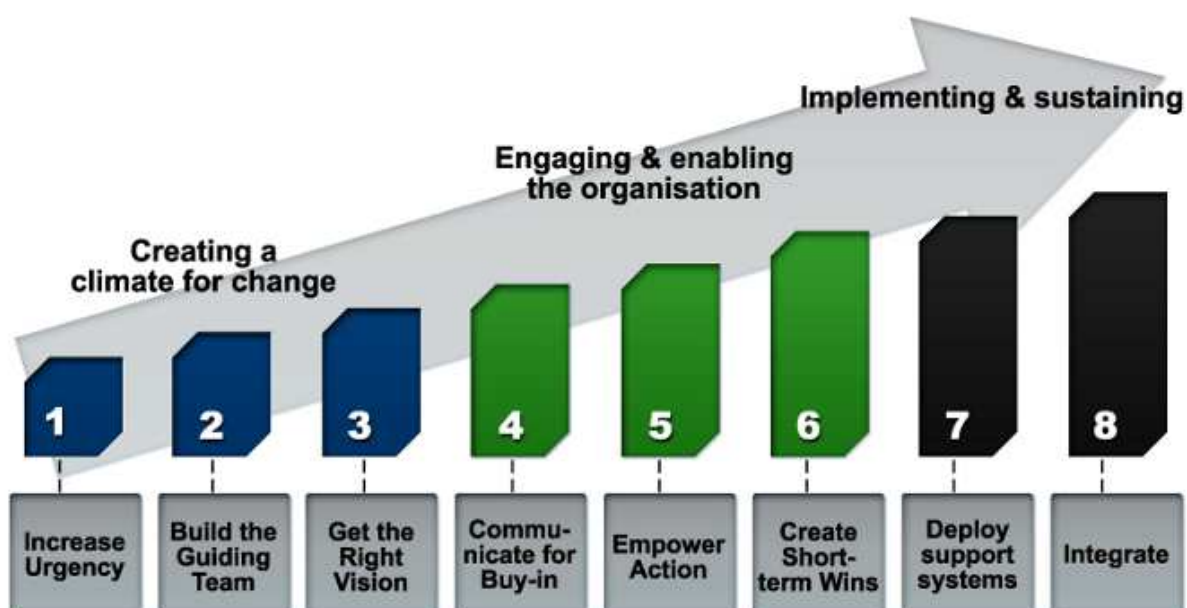 Implementing & sustaining
Engaging & enabling
the organisation
Creating a
climate for change
1
2
3
4
5
6
7
8
Increase
Urgency
Build the
Guiding
Team
Get the
Right
Vision
Commu-
nicate for
Buy-in
Empower
Action
Create
Short-
term Wins
Deploy
support
systems
Integrate